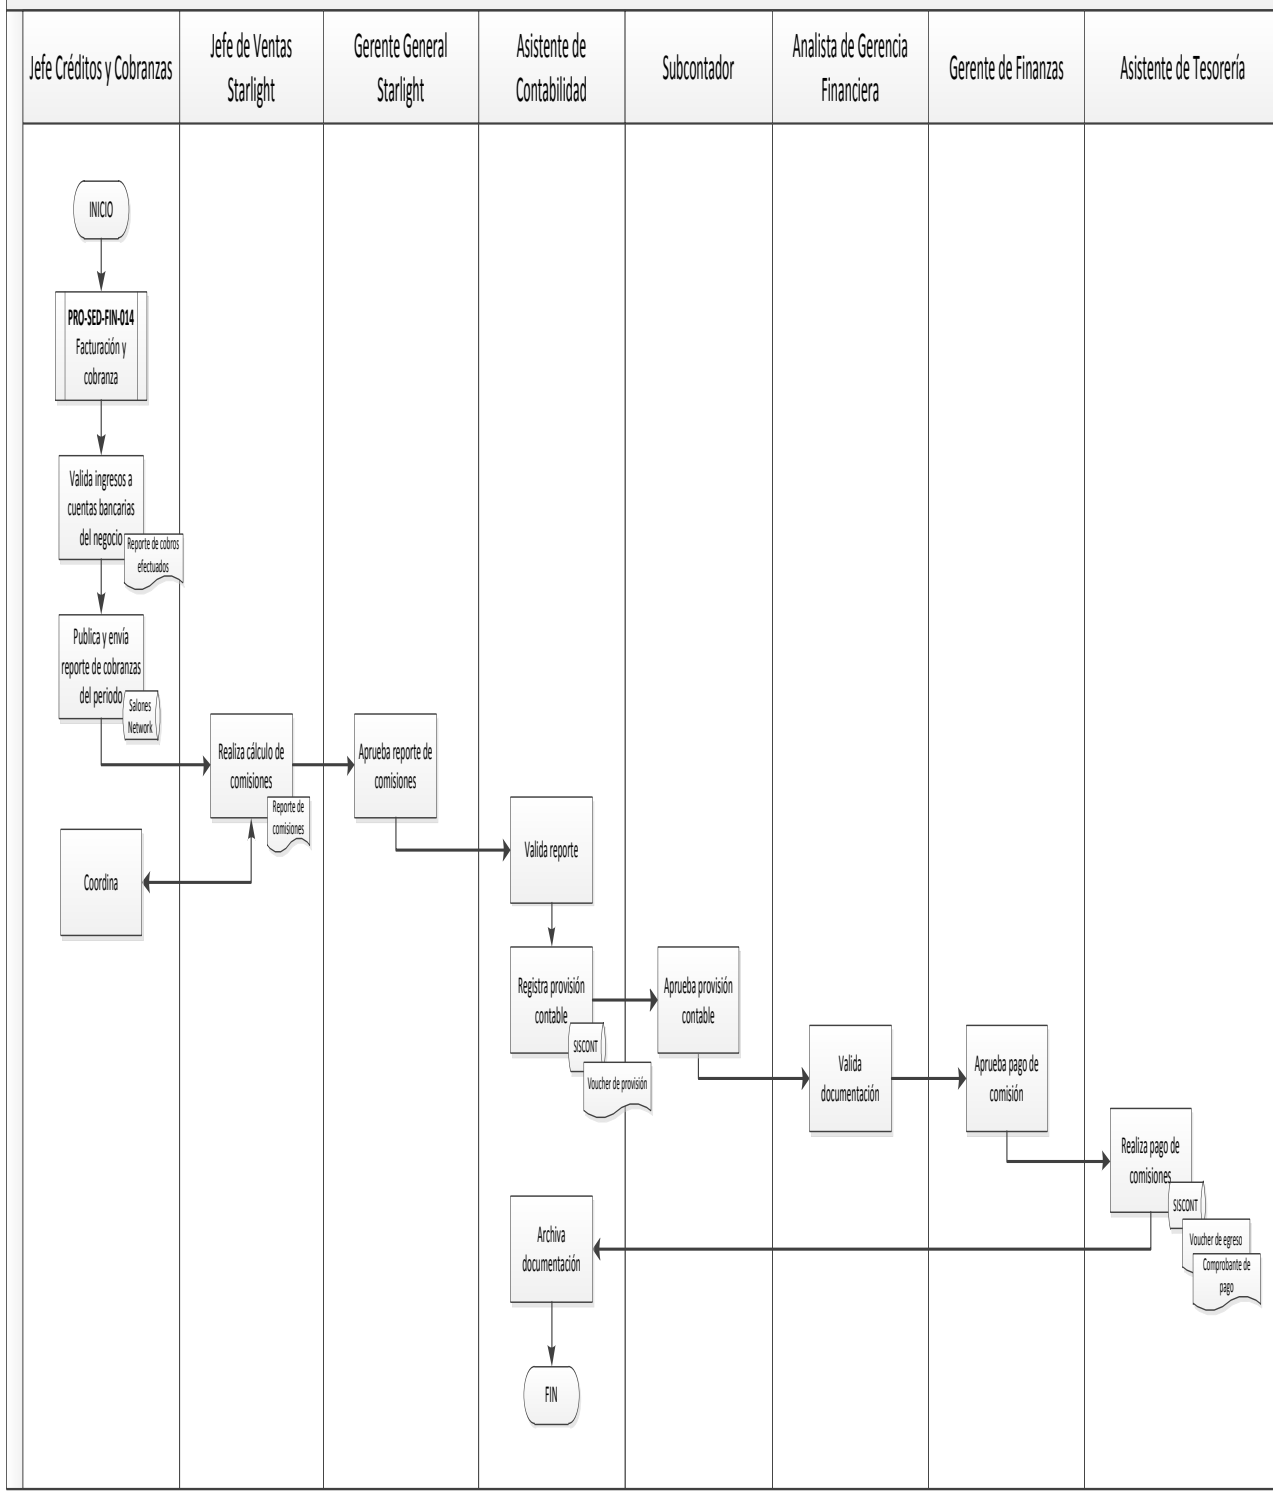 Jefe Créditos y Cobranzas
Jefe de Ventas
Starlight
Gerente General
Starlight
Asistente de
Contabilidad
Subcontador
Analista de Gerencia
Financiera
Gerente de Finanzas
Asistente de Tesorería
INICIO
PRO-SED-FIN-014
Facturación y
cobranza
Valida ingresos a
cuentas bancarias
del negocio
Reporte de cobros
efectuados
Publica y envía
reporte de cobranzas
del periodo
Salones
Network
Realiza cálculo de
comisiones
Reporte de
comisiones
Aprueba reporte de
comisiones
Coordina
Valida reporte
Registra provisión
contable
SISCONT
Voucher de provisión
Aprueba provisión
contable
Valida
documentación
Aprueba pago de
comisión
Realiza pago de
comisiones
SISCONT
Voucher de egreso
Comprobante de
pago
Archiva
documentación
FIN